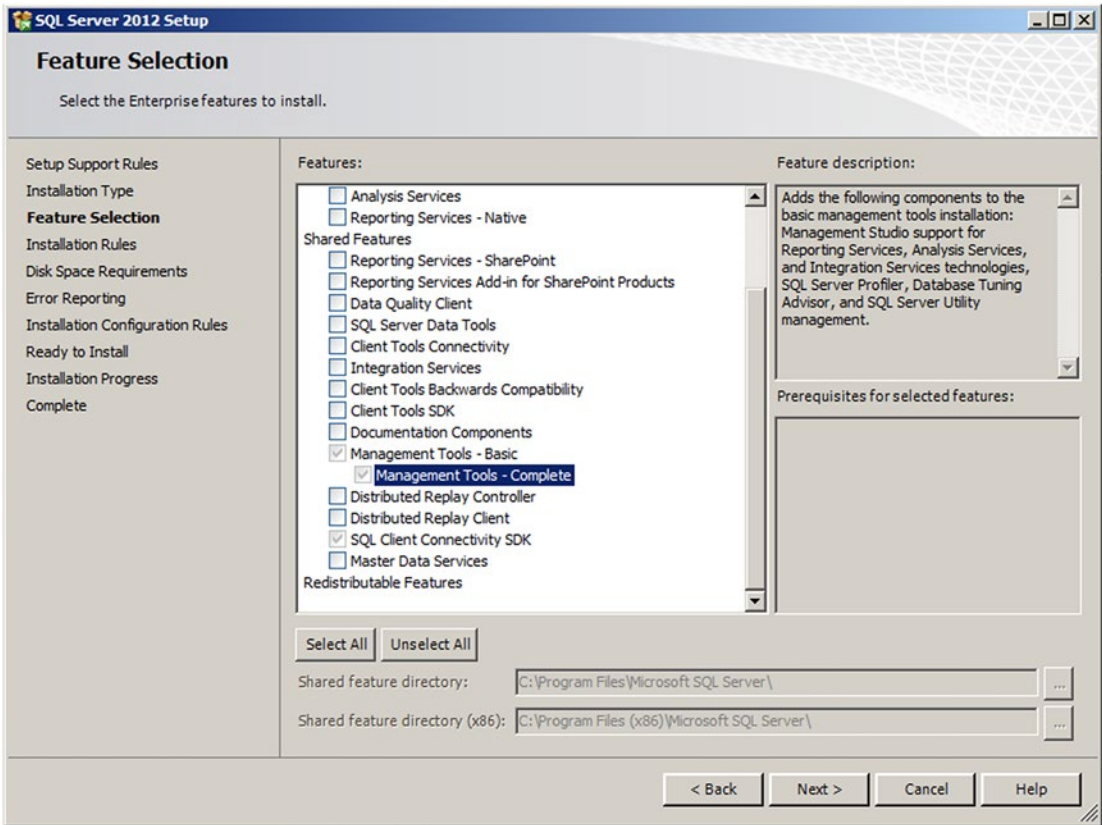 SQL Server 2012 Setup
Feature Selection
Select the Enterprise features to install.
Setup Support Rules
Installation Type
Feature Selection
Installation Rules
Disk Space Requirements
Error Reporting
Installation Configuration Rules
Ready to Install
Installation Progress
Complete
Features:
Analysis Services
Reporting Services - Native
Shared Features
Reporting Services - SharePoint
Reporting Services Add-in for SharePoint Products
Data Quality Client
SQL Server Data Tools
Client Tools Connectivity
Integration Services
Client Tools Backwards Compatibility
Client Tools SDK
Documentation Components
Management Tools - Basic
Management Tools - Complete
Distributed Replay Controller
Distributed Replay Client
SQL Client Connectivity SDK
Master Data Services
Redistributable Features
Feature description:
Adds the following components to the
basic management tools installation:
Management Studio support for
Reporting Services, Analysis Services,
and Integration Services technologies,
SQL Server Profiler, Database Tuning
Advisor, and SQL Server Utility
management.
Prerequisites for selected features:
Select All
Unselect All
Shared feature directory:
C:\Program Files\Microsoft SQL Server\
...
Shared feature directory (x86):
C:\Program Files (x86)\Microsoft SQL Server\
...
< Back
Next >
Cancel
Help